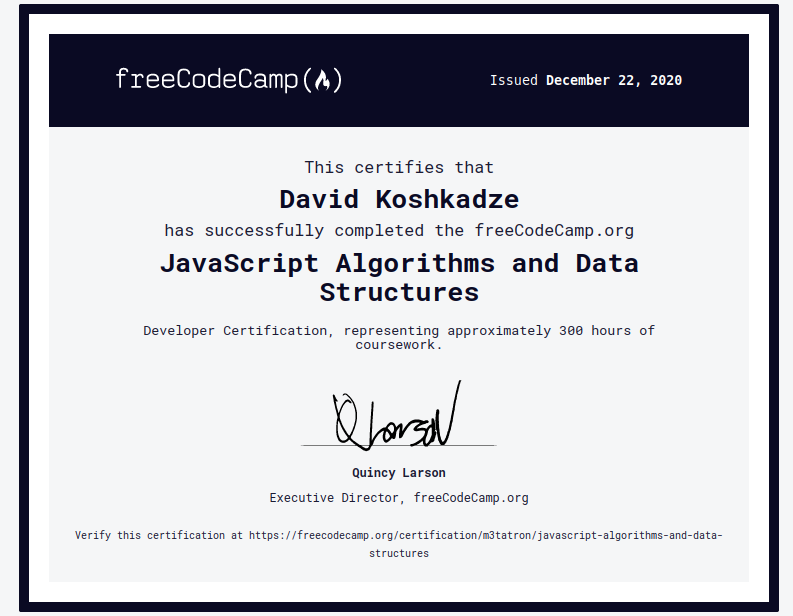 freeCodeCamp(🔥)
Issued December 22, 2020
This certifies that
David Koshkadze
has successfully completed the freeCodeCamp.org
JavaScript Algorithms and Data
Structures
Developer Certification, representing approximately 300 hours of
coursework.
QLarson
Quincy Larson
Executive Director, freeCodeCamp.org
Verify this certification at https://freecodecamp.org/certification/m3tatron/javascript-algorithms-and-data-
structures